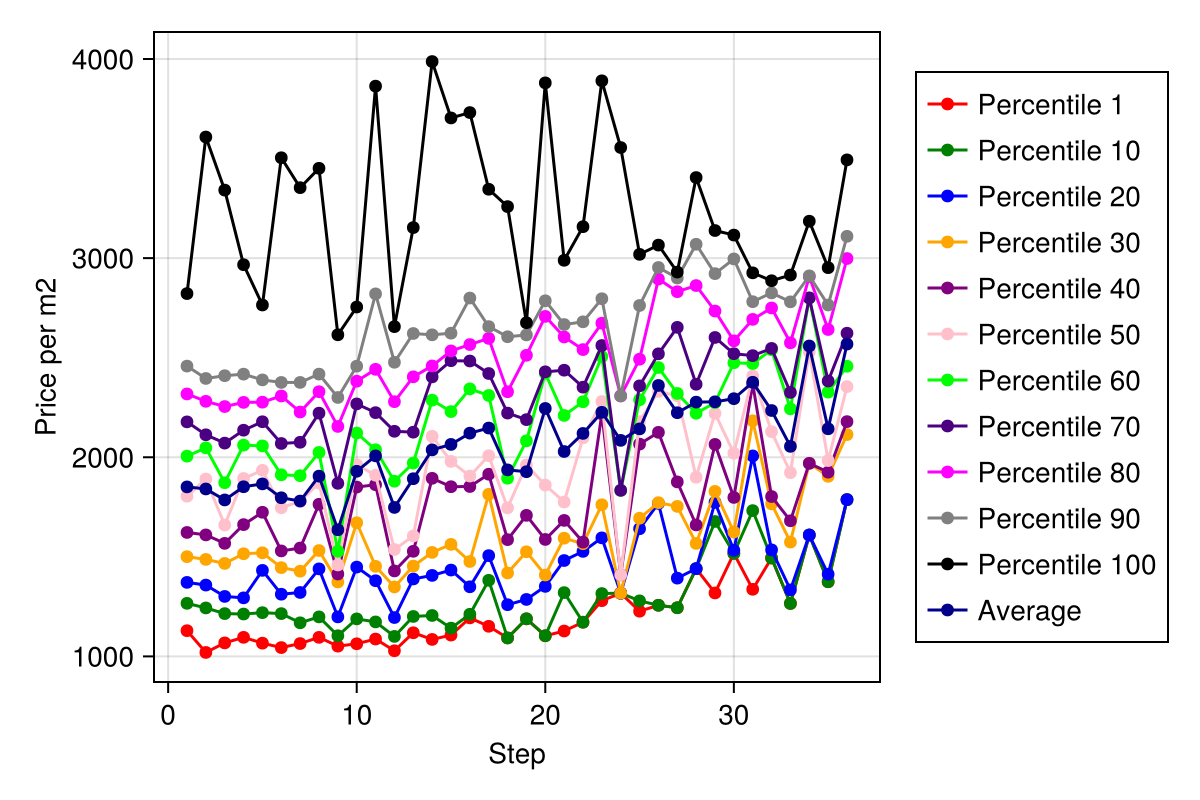 4000
3000
2000
1000
Price per m2
0 10 20 30
Step
Percentile 1
Percentile 10
Percentile 20
Percentile 30
Percentile 40
Percentile 50
Percentile 60
Percentile 70
Percentile 80
Percentile 90
Percentile 100
Average